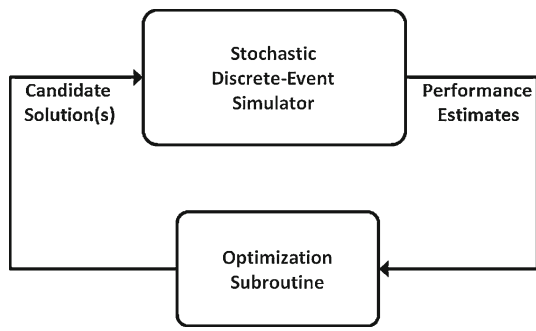 Stochastic
Discrete-Event
Simulator
Candidate
Solution(s)
Performance
Estimates
Optimization
Subroutine